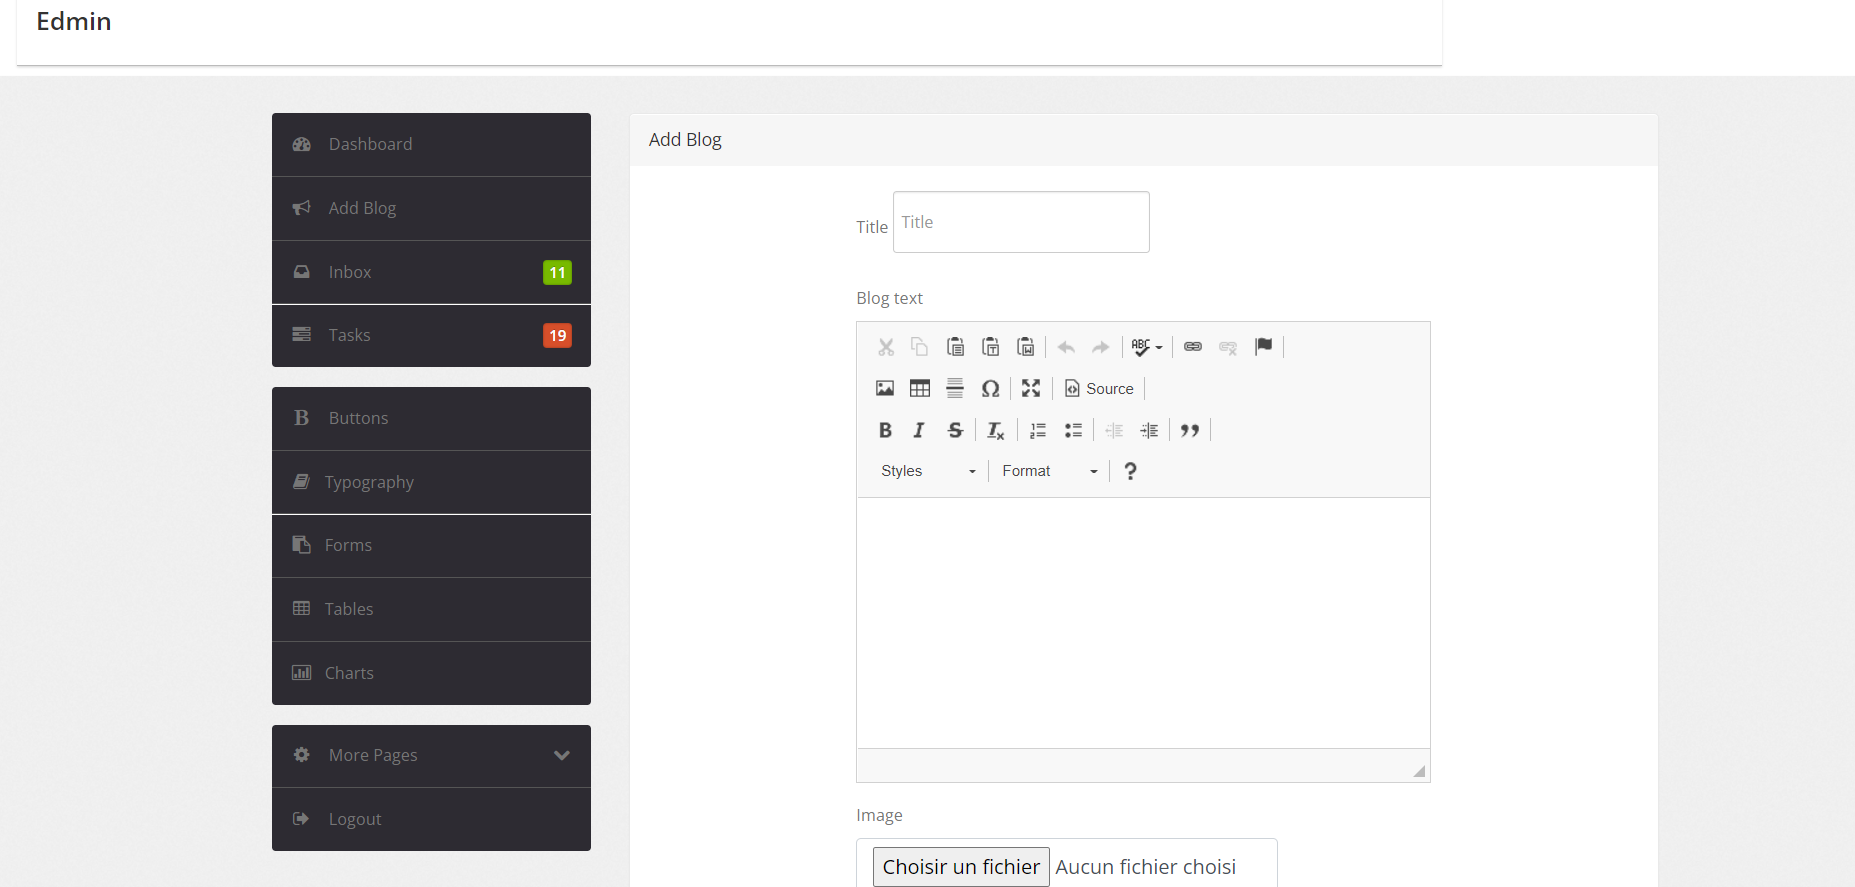 Edmin
Dashboard
Add Blog
Inbox 11
Tasks 19
Buttons
Typography
Forms
Tables
Charts
More Pages
Logout
Add Blog
Title Title
Blog text
ABC
Source
Styles Format ?
Image
Choisir un fichier Aucun fichier choisi